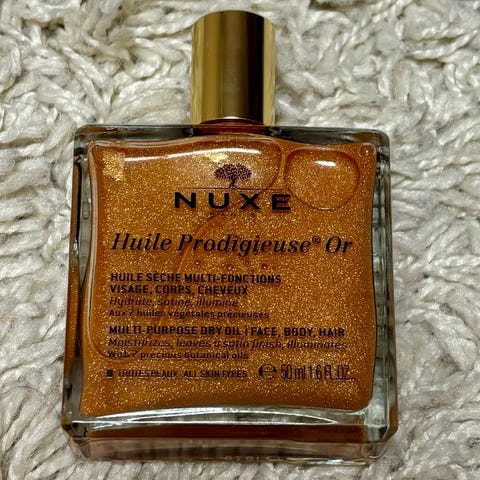 NUXE
PARIS
Huile Prodigieuse® Or
HUILE SÈCHE MULTI-FONCTIONS
VISAGE, CORPS, CHEVEUX
Hydrate, satine, illumine
Aux 7 huiles végétales précieuses
MULTI-PURPOSE DRY OIL | FACE, BODY, HAIR
Moisturizes, leaves a satin finish, illuminates
With 7 precious botanical oils
TOUTES PEAUX - ALL SKIN TYPES ℮ 50 ml 1.6 FL.OZ.